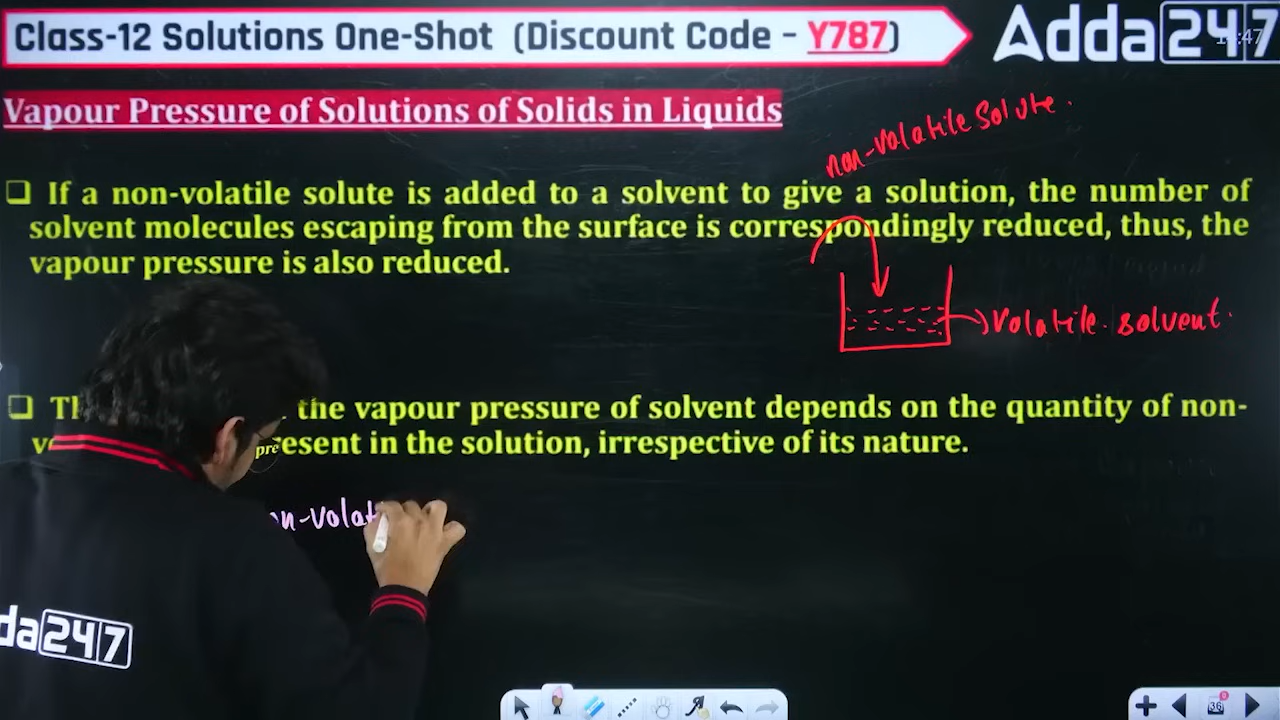 Class-12 Solutions One-Shot (Discount Code - Y787)
Adda247
Vapour Pressure of Solutions of Solids in Liquids
non-volatile solute.
If a non-volatile solute is added to a solvent to give a solution, the number of
solvent molecules escaping from the surface is correspondingly reduced, thus, the
vapour pressure is also reduced.
volatile solvent.
the vapour pressure of solvent depends on the quantity of non-
present in the solution, irrespective of its nature.
da247
36